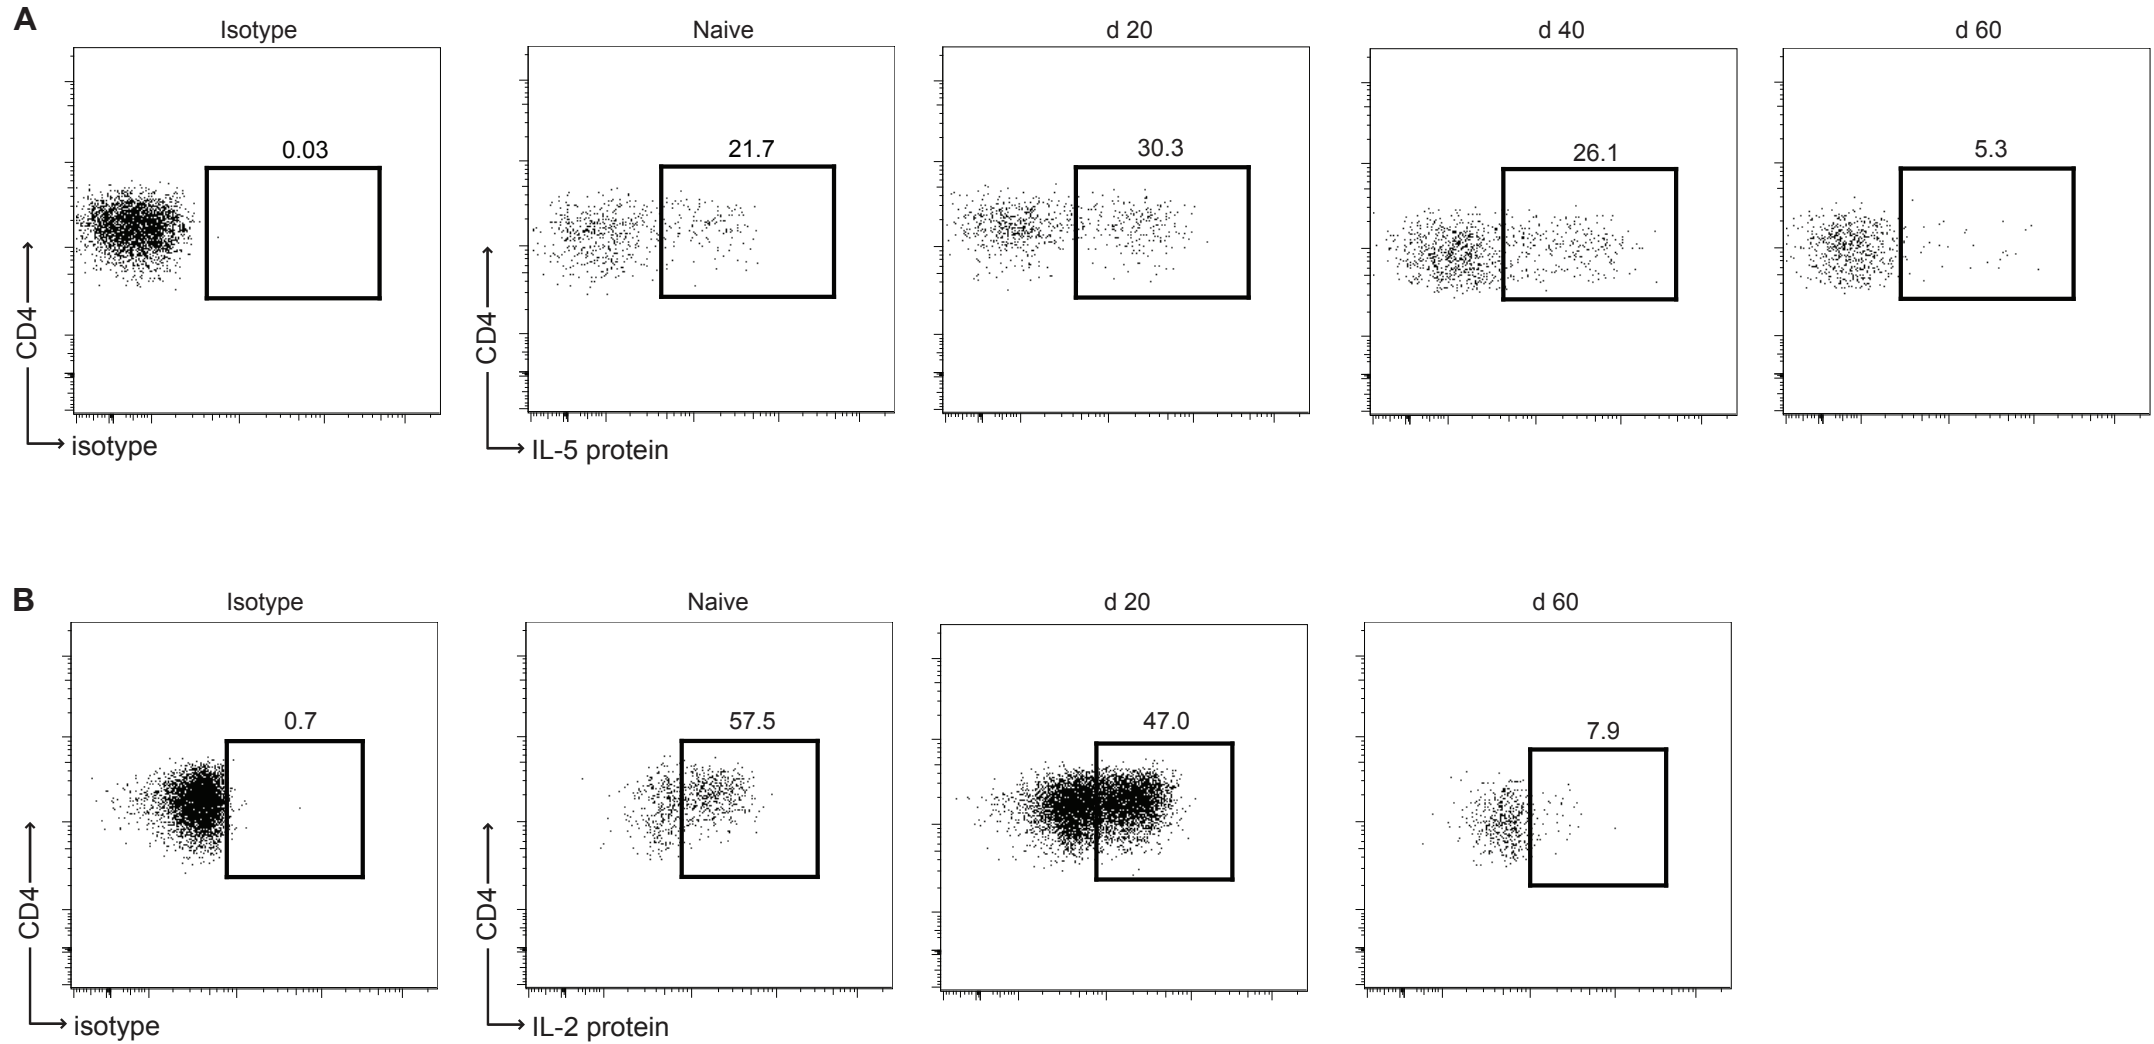 A
Isotype
Naive
d 20
d 40
d 60
0.03
21.7
30.3
26.1
5.3
CD4
isotype
CD4
IL-5 protein
B
Isotype
Naive
d 20
d 60
0.7
57.5
47.0
7.9
CD4
isotype
CD4
IL-2 protein